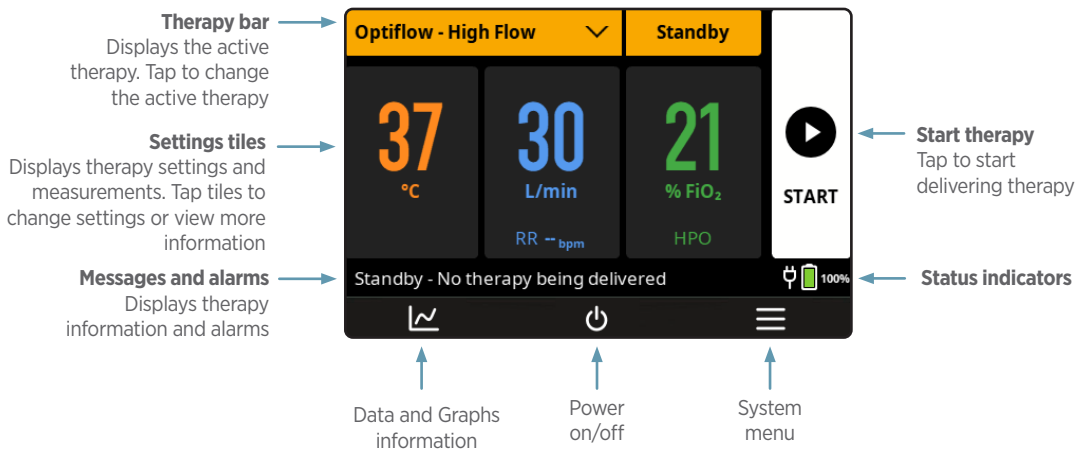 Therapy bar
Displays the active
therapy. Tap to change
the active therapy
Settings tiles
Displays therapy settings and
measurements. Tap tiles to
change settings or view more
information
Messages and alarms
Displays therapy
information and alarms
Optiflow - High Flow
Standby
37
°C
30
L/min
RR -- bpm
21
% FiO₂
HPO
START
Standby - No therapy being delivered
100%
Start therapy
Tap to start
delivering therapy
Status indicators
Data and Graphs
information
Power
on/off
System
menu